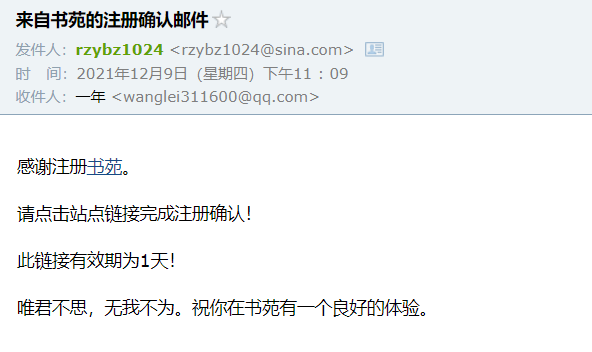 来自书苑的注册确认邮件
发件人：rzybz1024 <rzybz1024@sina.com>
时　间：2021年12月9日（星期四）下午11：09
收件人：一年 <wanglei311600@qq.com>
感谢注册书苑。
请点击站点链接完成注册确认！
此链接有效期为1天！
唯君不思，无我不为。祝你在书苑有一个良好的体验。